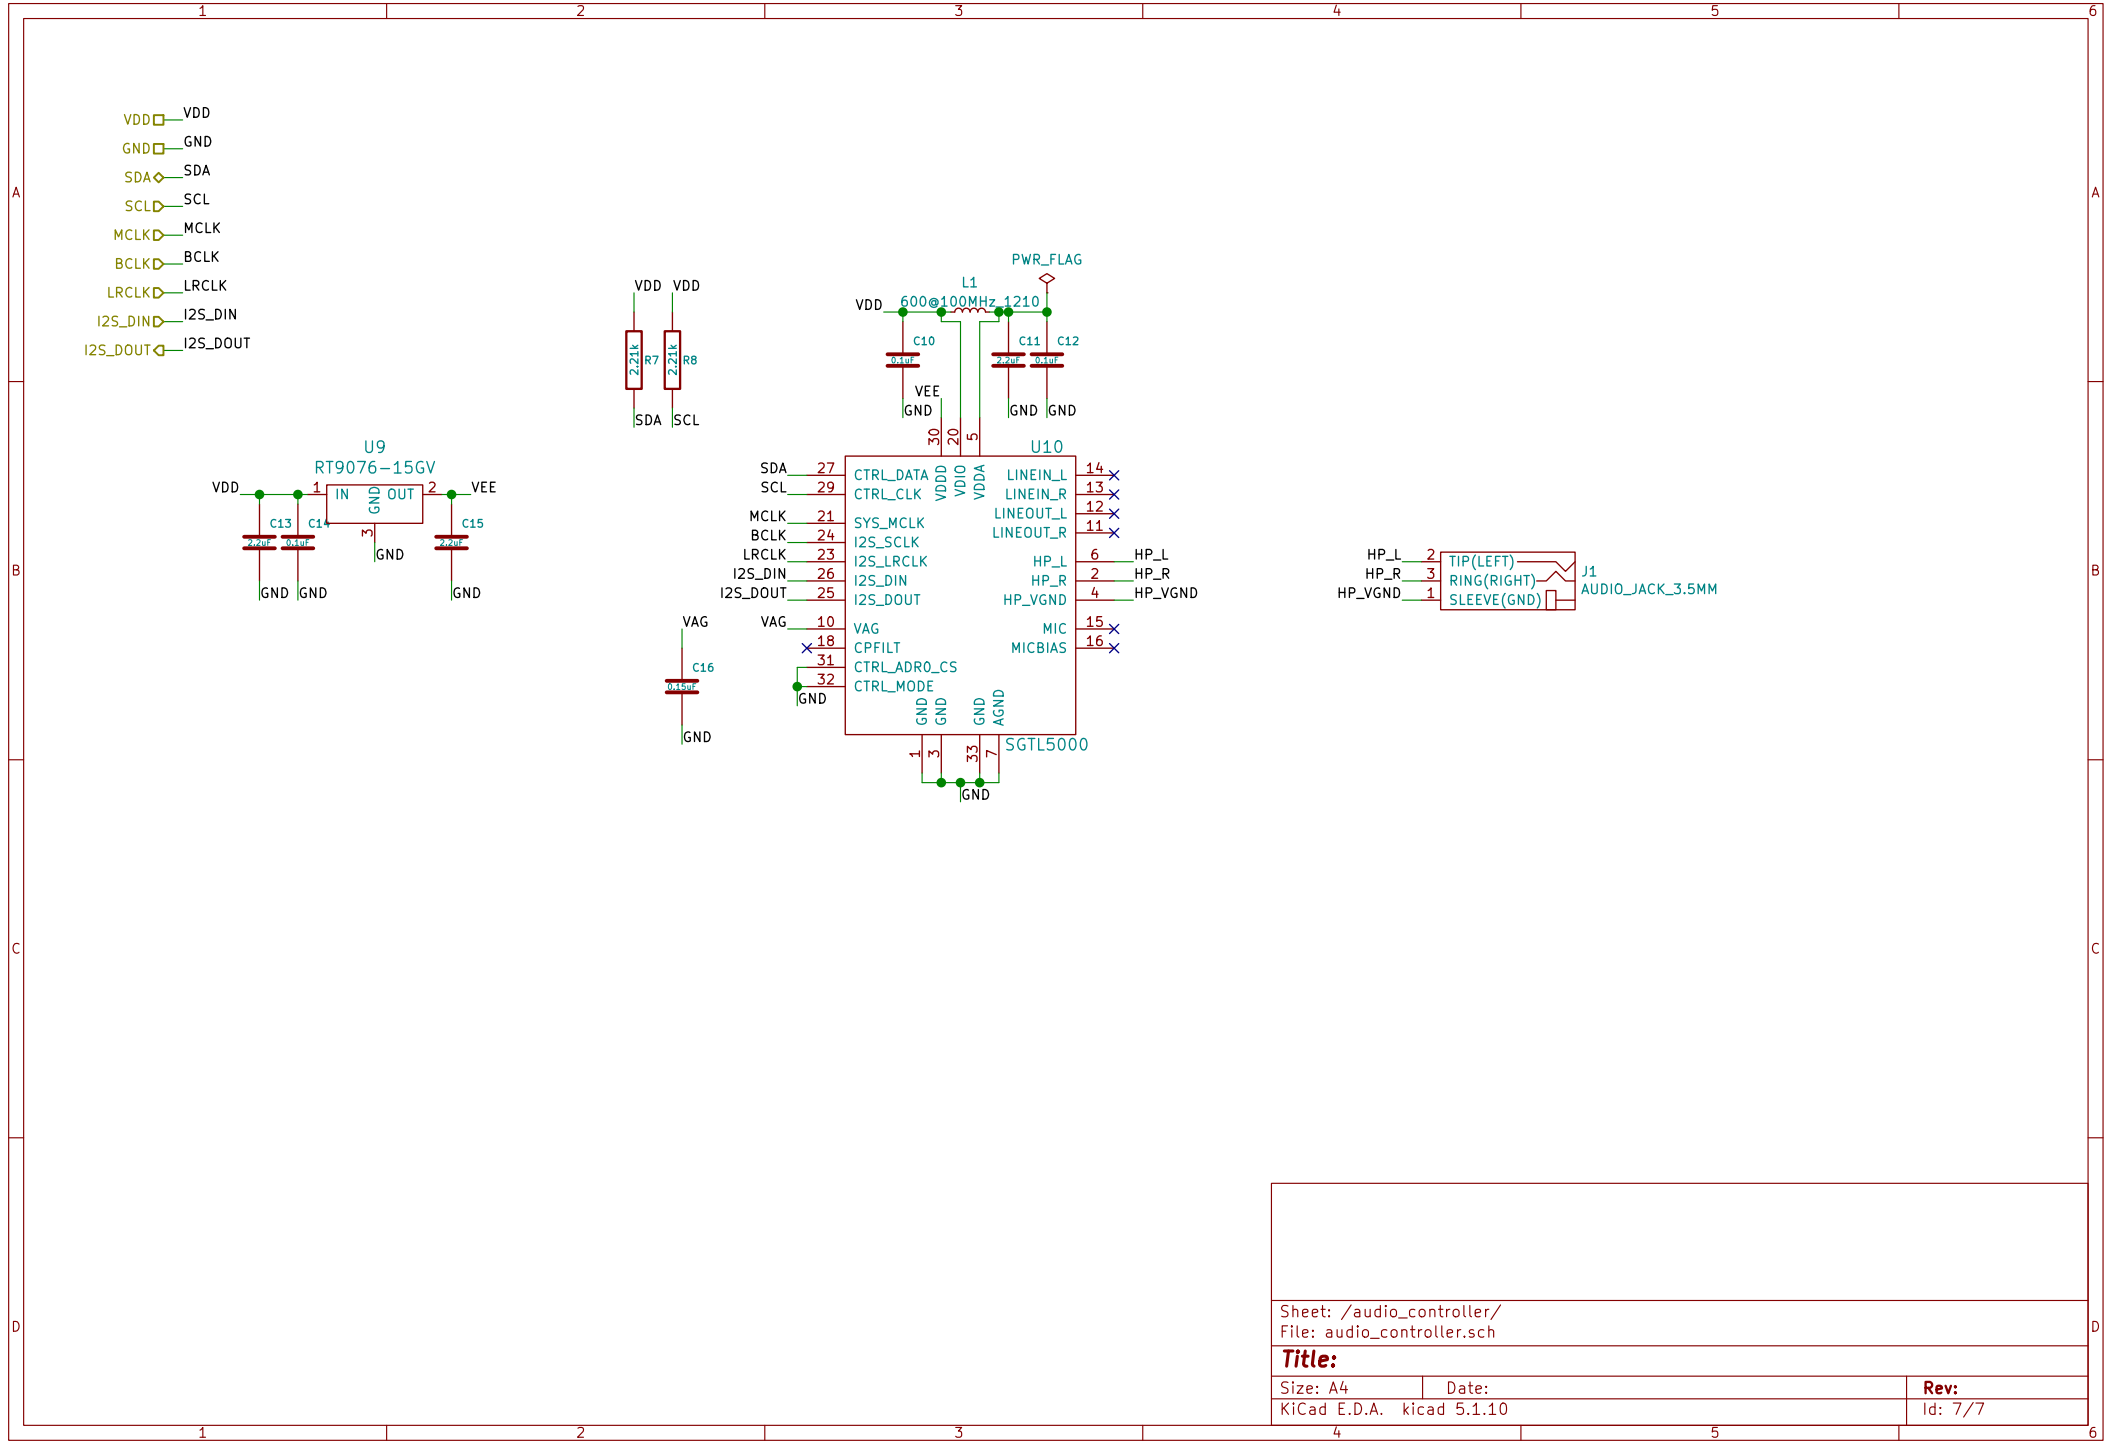 1 2 3 4 5 6
A A
B B
C C
D D
VDD VDD
GND GND
SDA SDA
SCL SCL
MCLK MCLK
BCLK BCLK
LRCLK LRCLK
I2S_DIN I2S_DIN
I2S_DOUT I2S_DOUT
U9
RT9076-15GV
VDD 1 IN GND OUT 2 VEE
3
GND
C13
2.2uF
GND
C14
0.1uF
GND
C15
2.2uF
GND
VDD VDD
2.21k R7
2.21k R8
SDA SCL
PWR_FLAG
L1
600@100MHz_1210
VDD
C10
0.1uF
GND
C11
2.2uF
GND
C12
0.1uF
GND
VEE
30 20 5
VDDD VDIO VDDA
U10
SDA 27 CTRL_DATA
SCL 29 CTRL_CLK
MCLK 21 SYS_MCLK
BCLK 24 I2S_SCLK
LRCLK 23 I2S_LRCLK
I2S_DIN 26 I2S_DIN
I2S_DOUT 25 I2S_DOUT
VAG 10 VAG
18 CPFILT
31 CTRL_ADR0_CS
32 CTRL_MODE
GND
LINEIN_L 14
LINEIN_R 13
LINEOUT_L 12
LINEOUT_R 11
HP_L 6 HP_L
HP_R 2 HP_R
HP_VGND 4 HP_VGND
MIC 15
MICBIAS 16
GND GND GND AGND
1 3 33 7
SGTL5000
GND
VAG
C16
0.15uF
GND
HP_L 2 TIP(LEFT)
HP_R 3 RING(RIGHT)
HP_VGND 1 SLEEVE(GND)
J1
AUDIO_JACK_3.5MM
Sheet: /audio_controller/
File: audio_controller.sch
Title:
Size: A4 Date: Rev:
KiCad E.D.A. kicad 5.1.10 Id: 7/7
1 2 3 4 5 6